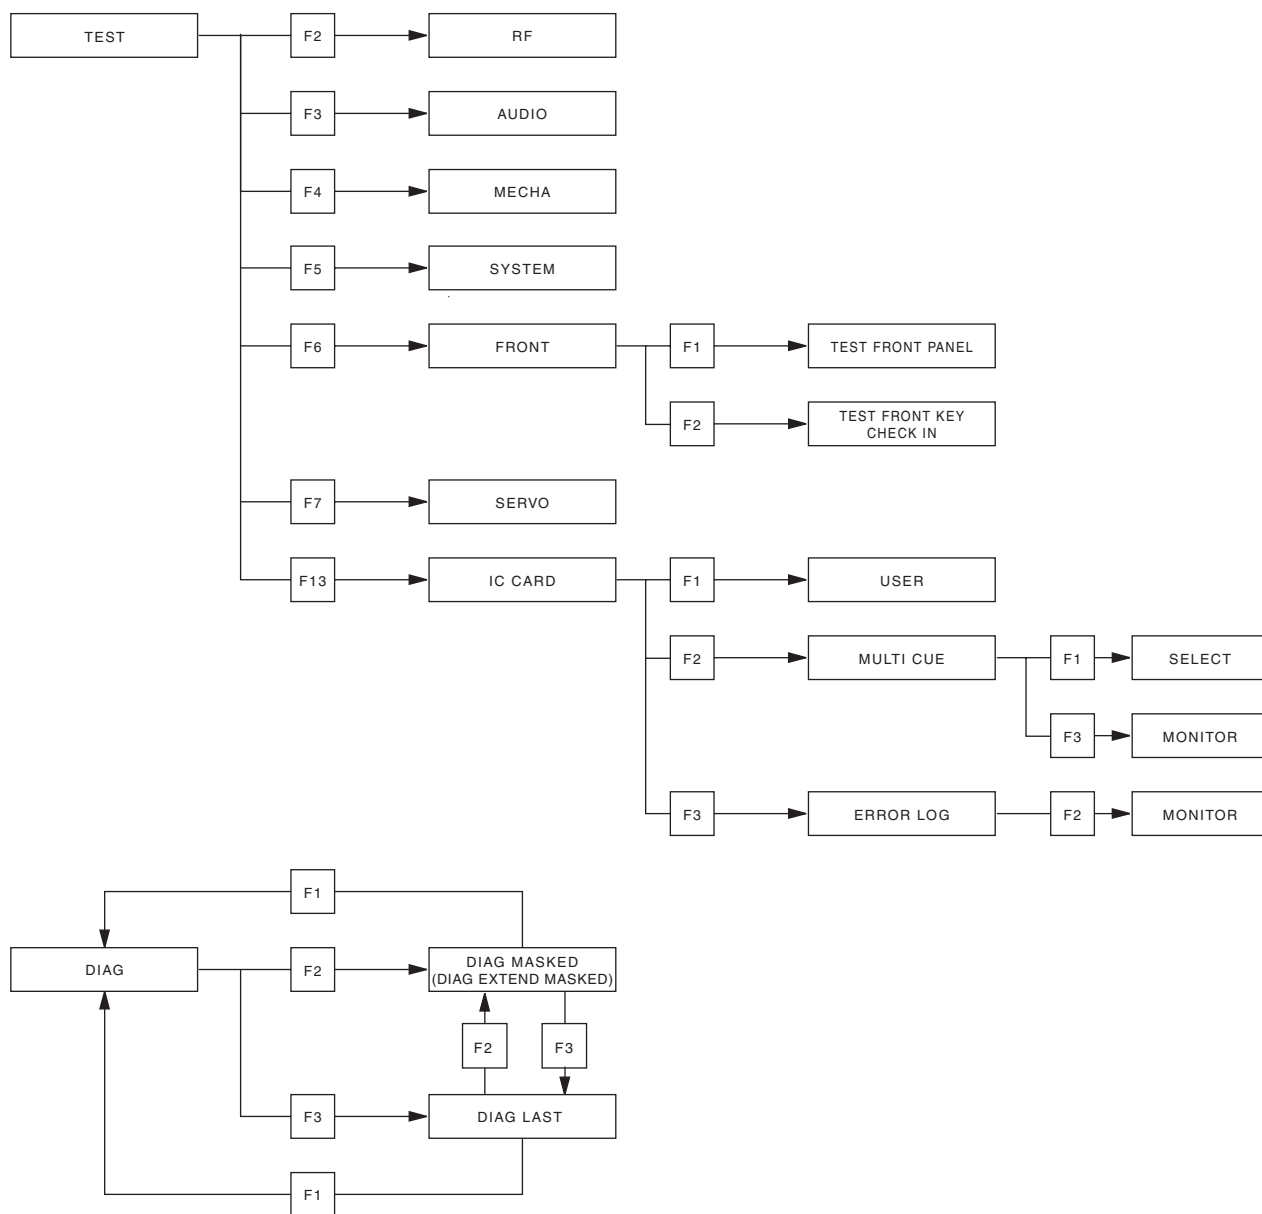 TEST
F2
RF
F3
AUDIO
F4
MECHA
F5
SYSTEM
F6
FRONT
F1
TEST FRONT PANEL
F2
TEST FRONT KEY
CHECK IN
F7
SERVO
F13
IC CARD
F1
USER
F2
MULTI CUE
F1
SELECT
F3
MONITOR
F3
ERROR LOG
F2
MONITOR
F1
DIAG
F2
DIAG MASKED
(DIAG EXTEND MASKED)
F2
F3
F3
DIAG LAST
F1